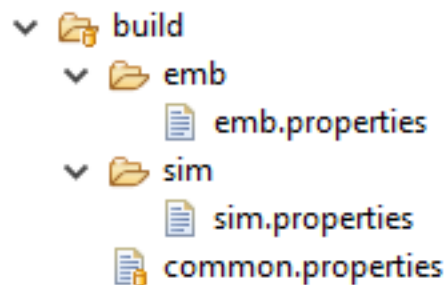 build
emb
emb.properties
sim
sim.properties
common.properties